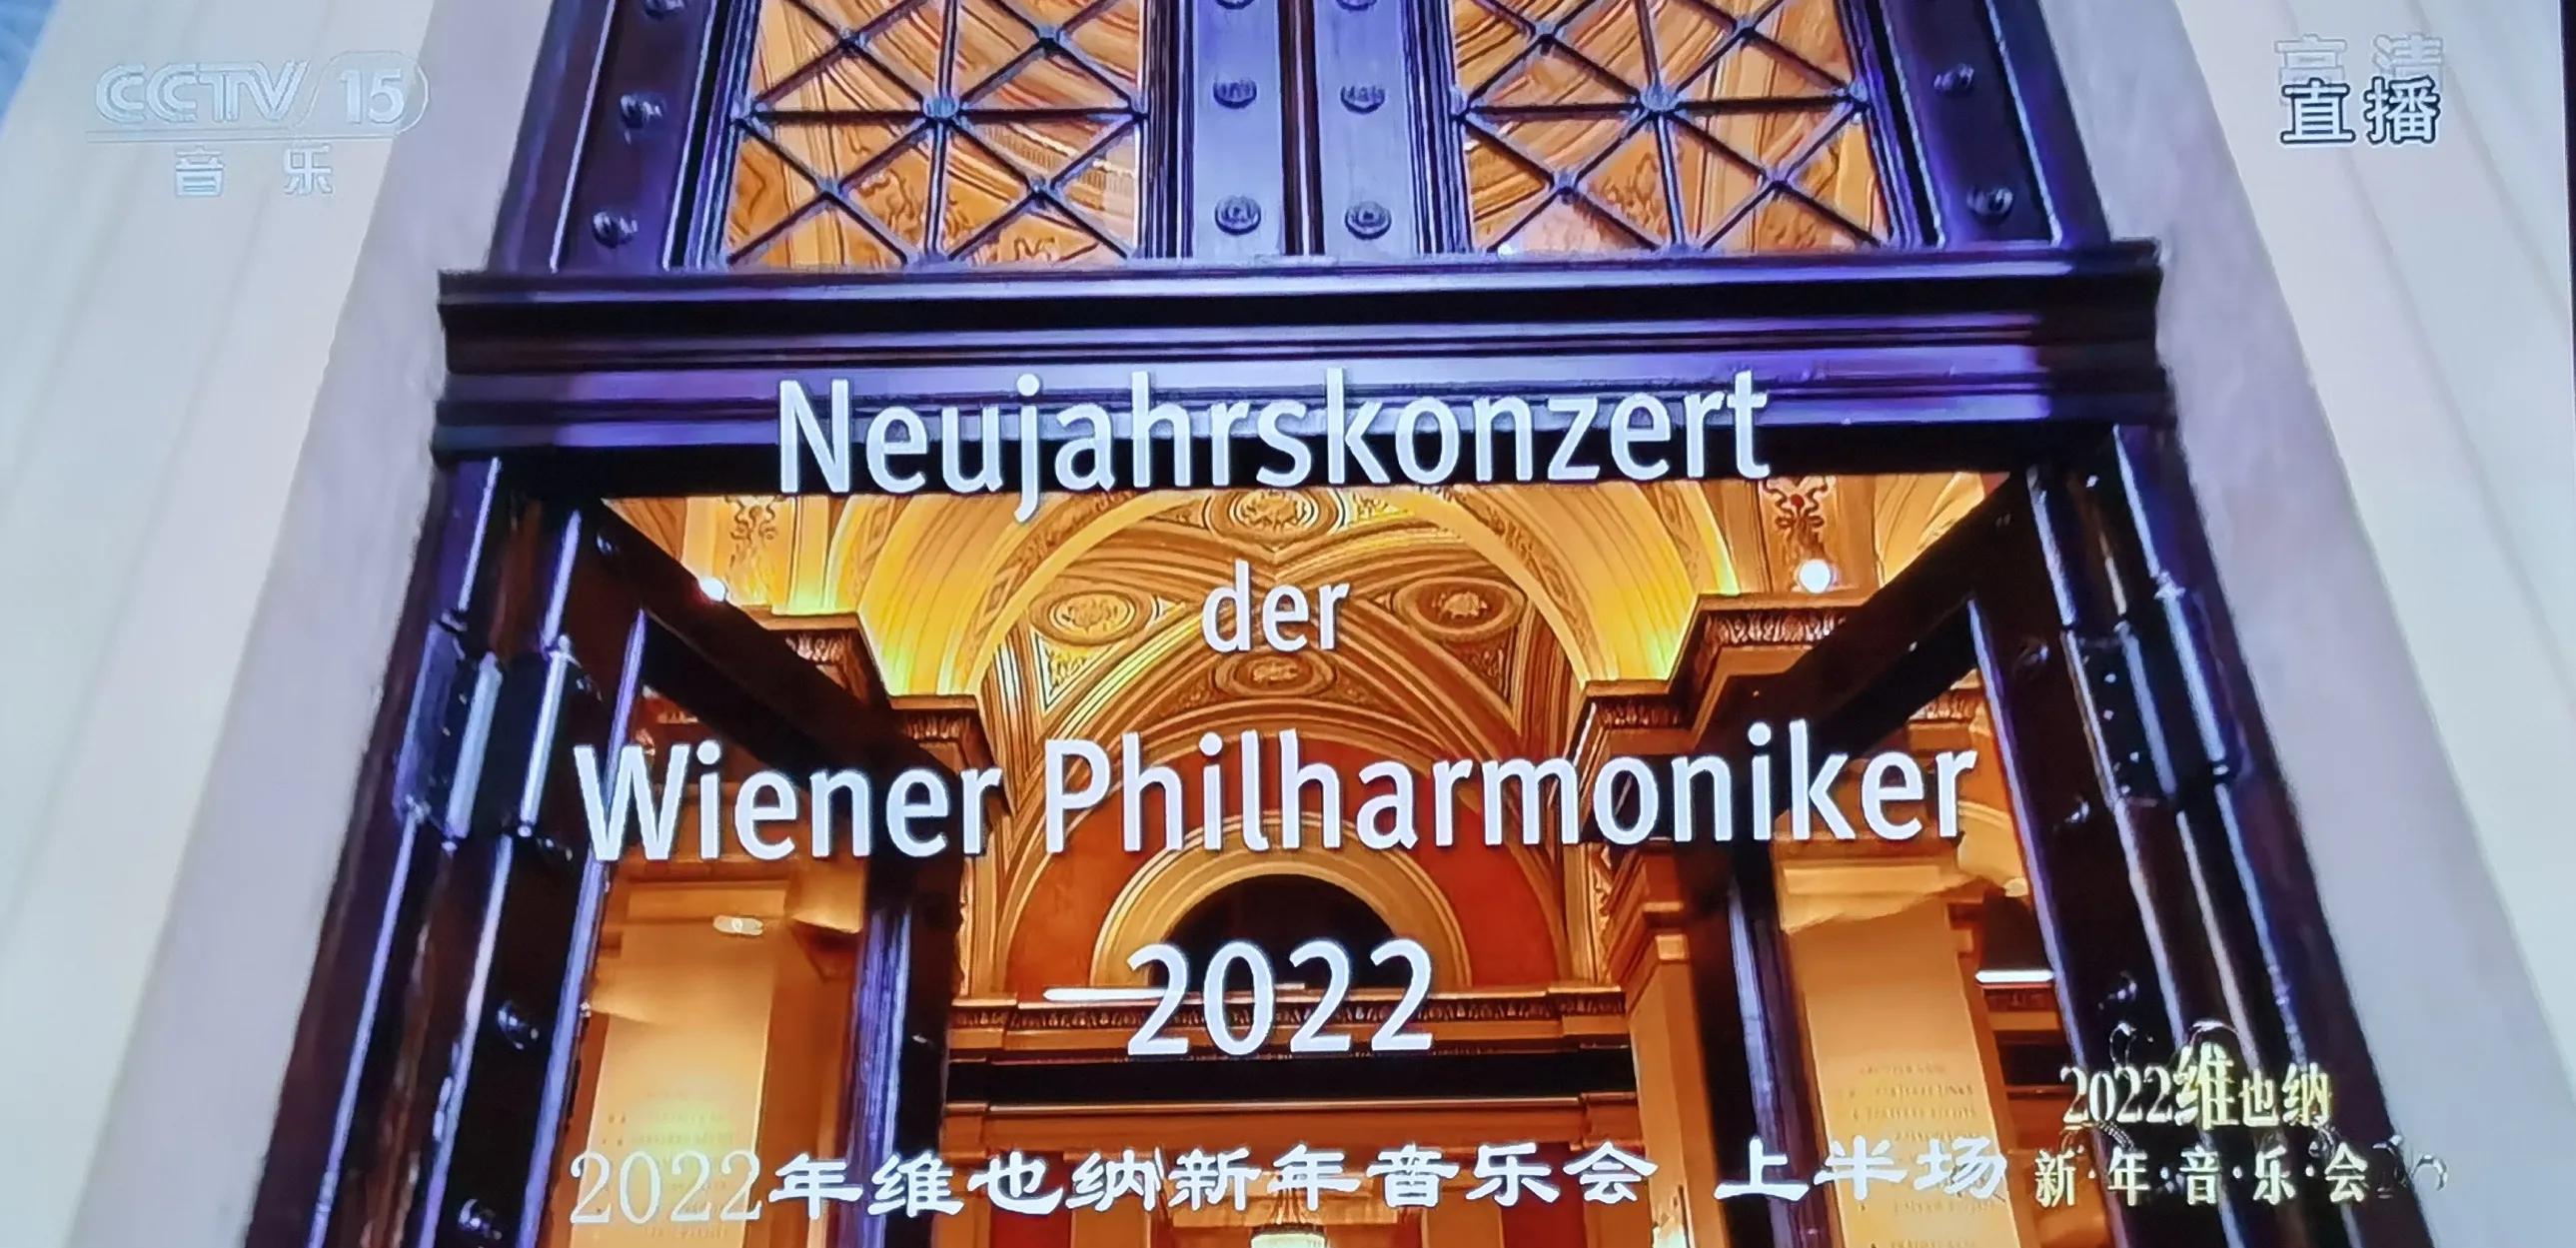 CCTV 15
音乐
高清
直播
Neujahrskonzert
der
Wiener Philharmoniker
2022
2022年维也纳新年音乐会 上半场
2022维也纳
新·年·音·乐·会